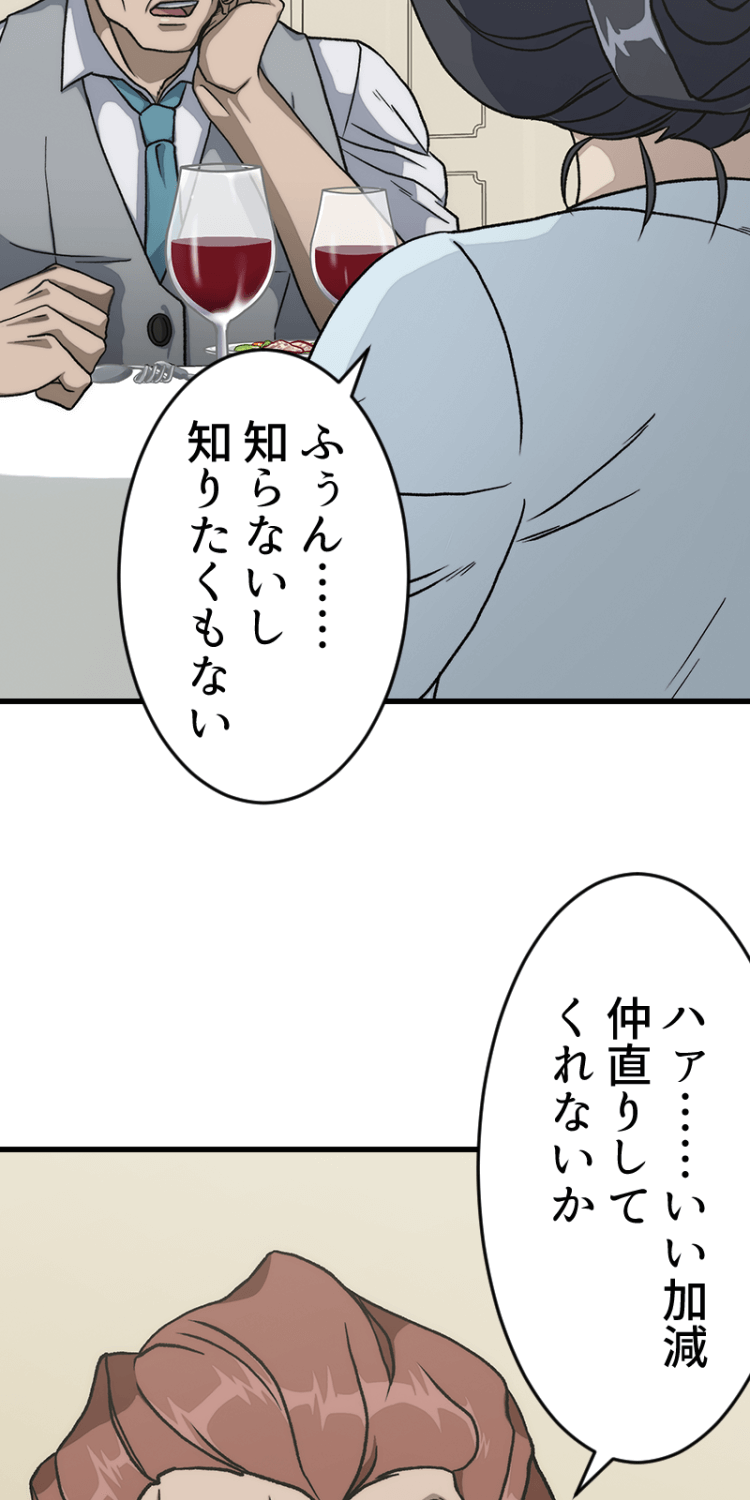 ふぅん……
知らないし
知りたくもない
ハァ……いい加減
仲直りして
くれないか